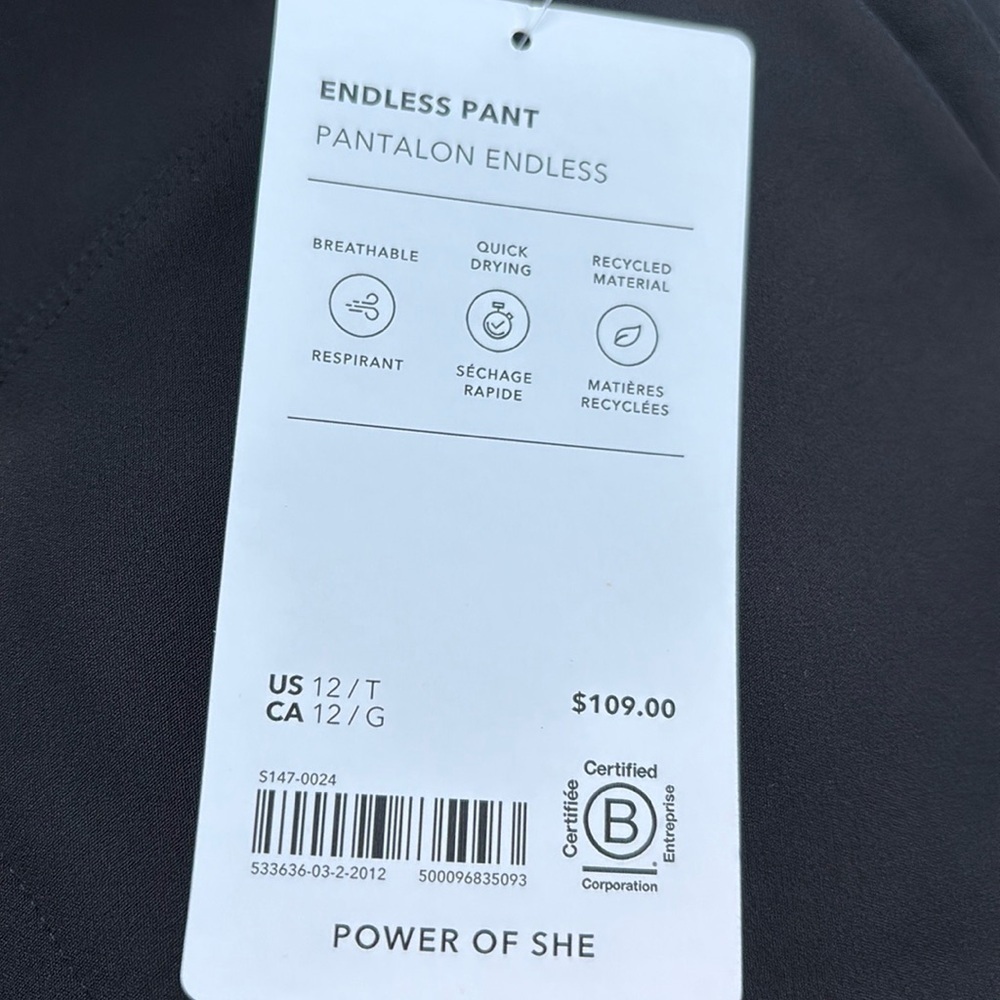 ENDLESS PANT
PANTALON ENDLESS
BREATHABLE
RESPIRANT
QUICK
DRYING
SÉCHAGE
RAPIDE
RECYCLED
MATERIAL
MATIÈRES
RECYCLÉES
US 12 / T
CA 12 / G
$109.00
S147-0024
533636-03-2-2012 500096835093
Certified
Certifiée
B
Entreprise
Corporation
POWER OF SHE